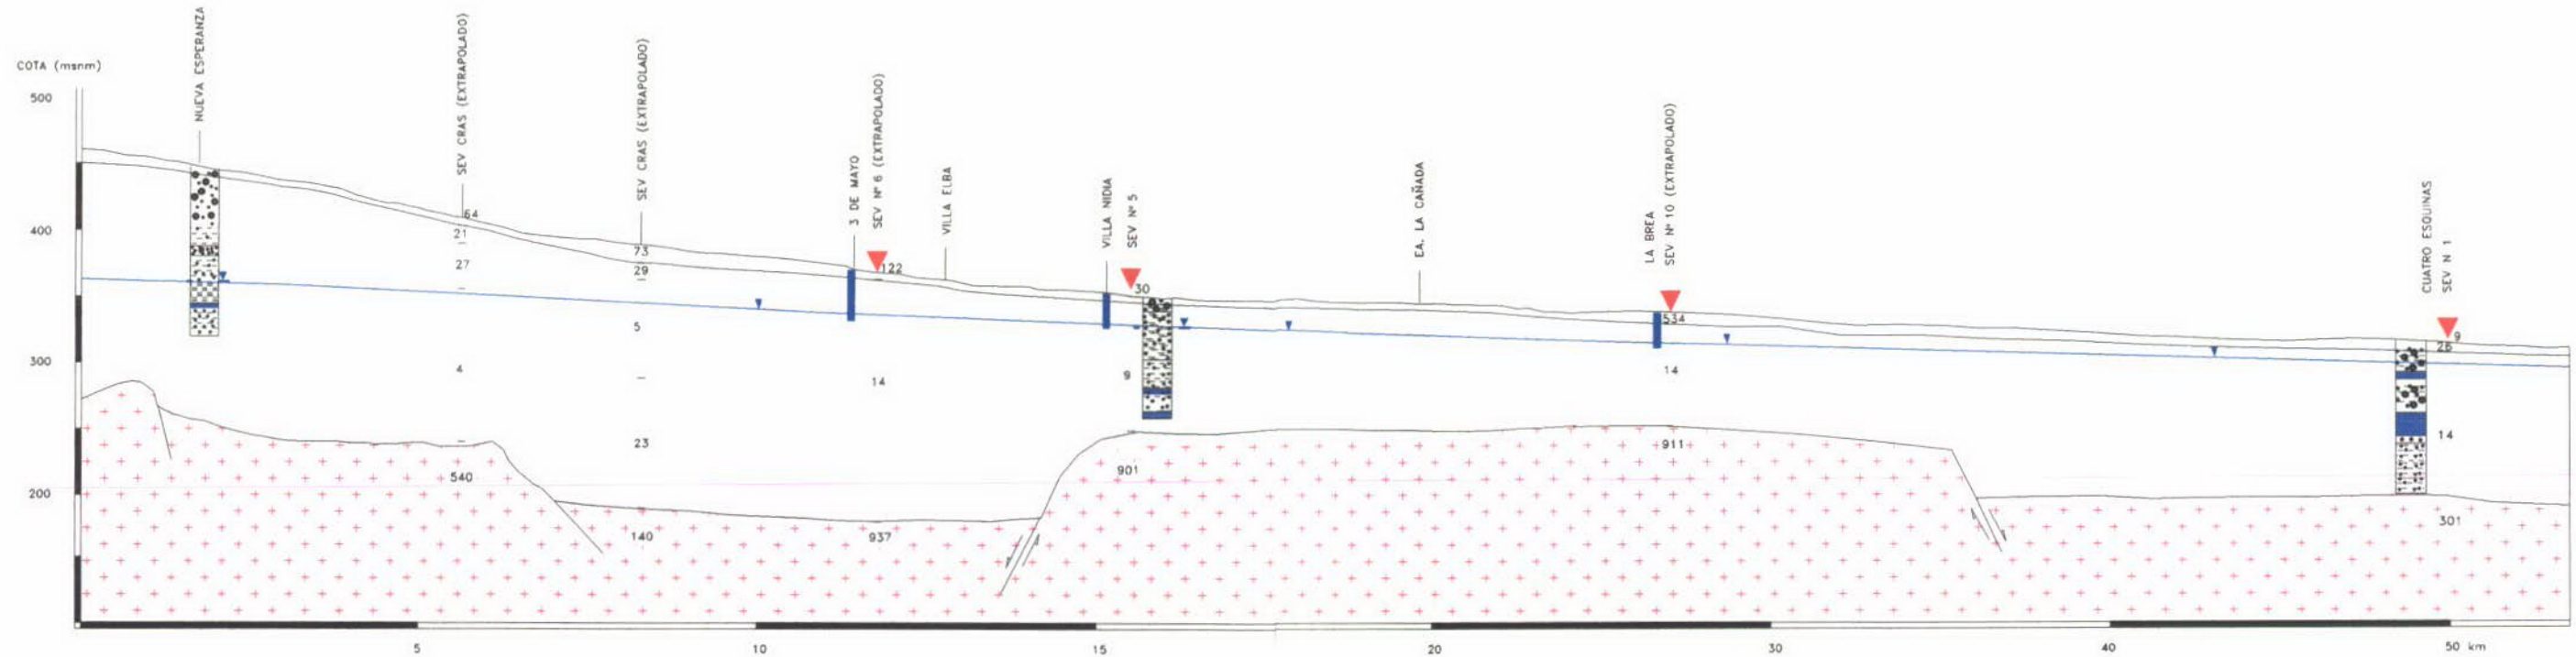 COTA (msnm)
500
400
300
200
NUEVA ESPERANZA
SEV CRAS (EXTRAPOLADO)
SEV CRAS (EXTRAPOLADO)
3 DE MAYO
SEV Nº 6 (EXTRAPOLADO)
VILLA ELBA
VILLA NIDIA
SEV Nº 5
EA. LA CAÑADA
LA BREA
SEV Nº 10 (EXTRAPOLADO)
CUATRO ESQUINAS
SEV N 1
64
21
27
4
540
73
29
5
23
140
122
14
937
30
9
901
534
14
911
9
26
14
301
5
10
15
20
30
40
50 km